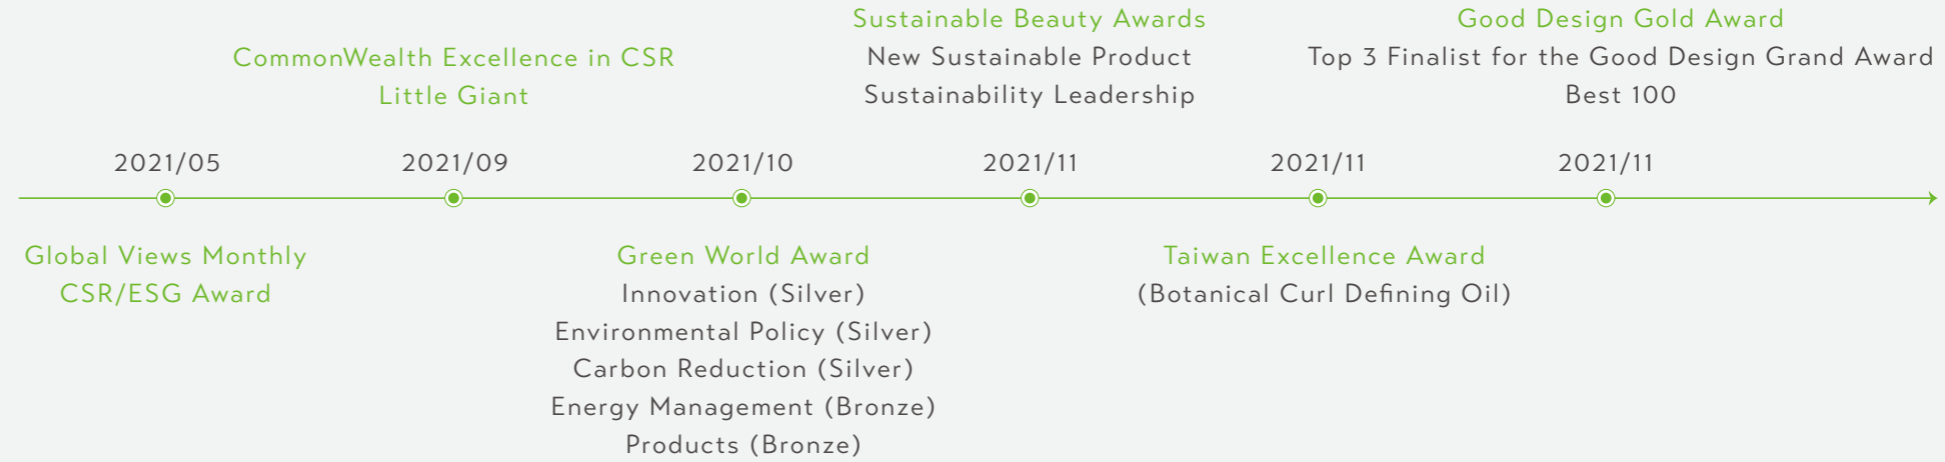 Sustainable Beauty Awards
New Sustainable Product
Sustainability Leadership
Good Design Gold Award
Top 3 Finalist for the Good Design Grand Award
Best 100
CommonWealth Excellence in CSR
Little Giant
2021/05
2021/09
2021/10
2021/11
2021/11
2021/11
Global Views Monthly
CSR/ESG Award
Green World Award
Innovation (Silver)
Environmental Policy (Silver)
Carbon Reduction (Silver)
Energy Management (Bronze)
Products (Bronze)
Taiwan Excellence Award
(Botanical Curl Defining Oil)